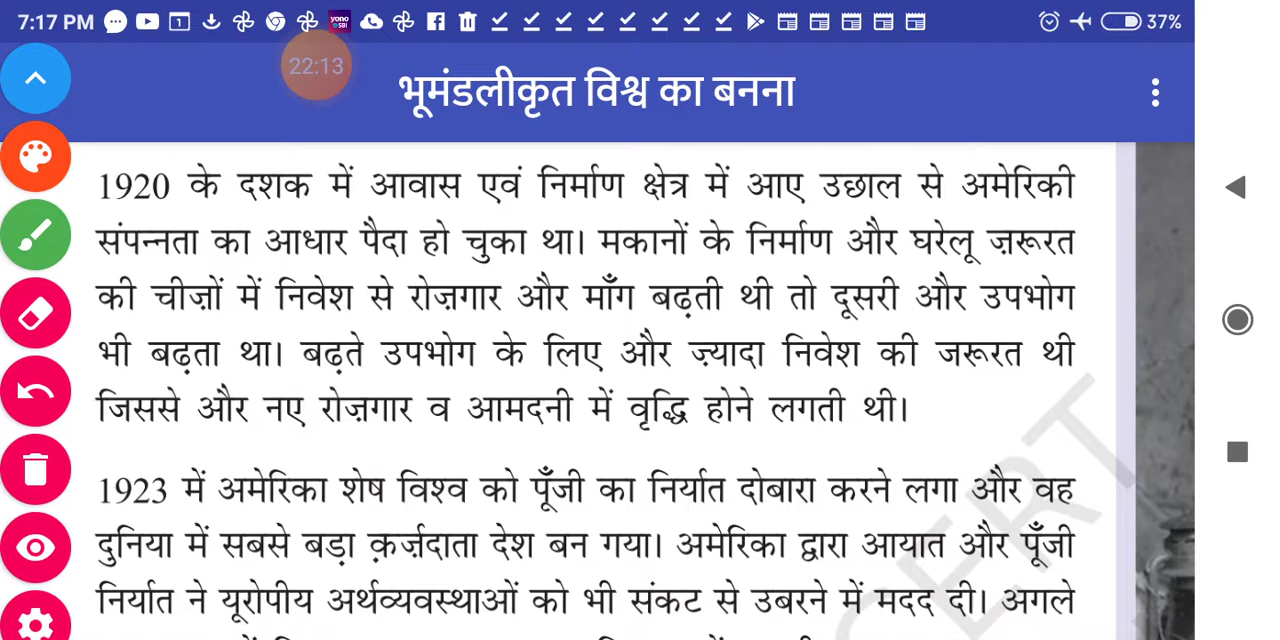 7:17 PM 1 yono SBI 37%
22:13
भूमंडलीकृत विश्व का बनना
1920 के दशक में आवास एवं निर्माण क्षेत्र में आए उछाल से अमेरिकी
संपन्नता का आधार पैदा हो चुका था। मकानों के निर्माण और घरेलू ज़रूरत
की चीज़ों में निवेश से रोज़गार और माँग बढ़ती थी तो दूसरी और उपभोग
भी बढ़ता था। बढ़ते उपभोग के लिए और ज़्यादा निवेश की जरूरत थी
जिससे और नए रोज़गार व आमदनी में वृद्धि होने लगती थी।
1923 में अमेरिका शेष विश्व को पूँजी का निर्यात दोबारा करने लगा और वह
दुनिया में सबसे बड़ा क़र्ज़दाता देश बन गया। अमेरिका द्वारा आयात और पूँजी
निर्यात ने यूरोपीय अर्थव्यवस्थाओं को भी संकट से उबरने में मदद दी। अगले